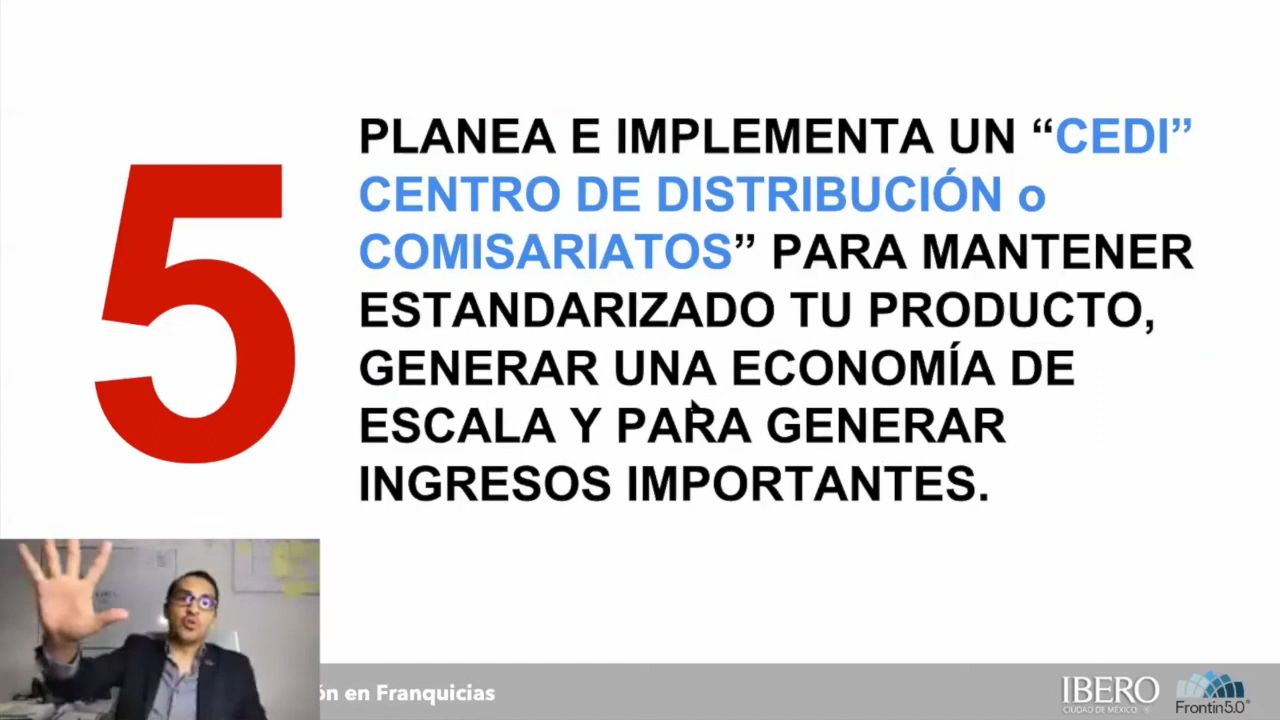 5
PLANEA E IMPLEMENTA UN “CEDI”
CENTRO DE DISTRIBUCIÓN o
COMISARIATOS” PARA MANTENER
ESTANDARIZADO TU PRODUCTO,
GENERAR UNA ECONOMÍA DE
ESCALA Y PARA GENERAR
INGRESOS IMPORTANTES.
ón en Franquicias
IBERO
CIUDAD DE MÉXICO. ®
Frontin5.0®